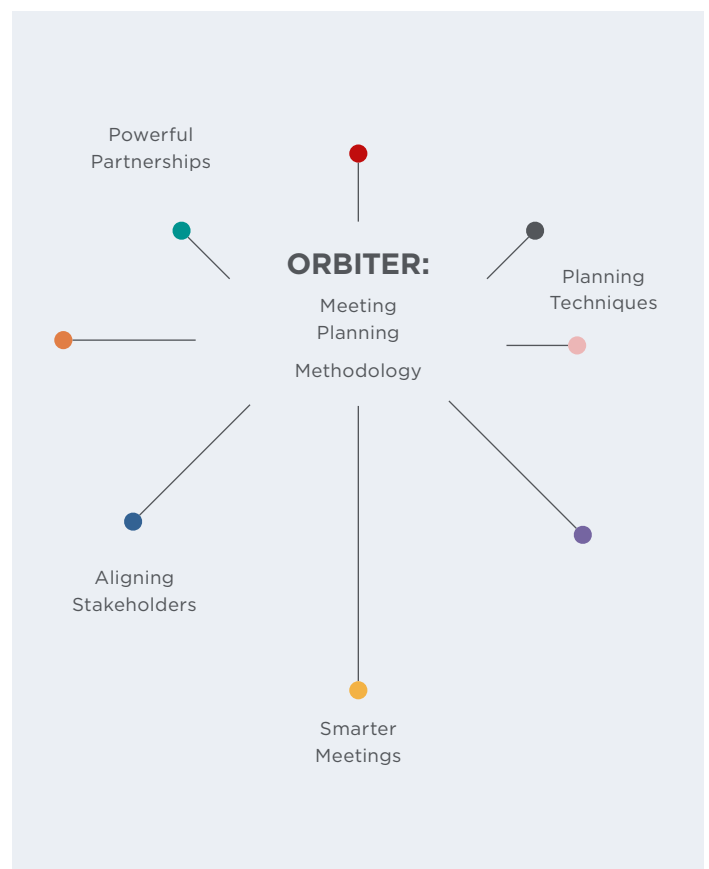 Powerful
Partnerships
ORBITER:
Meeting
Planning
Methodology
Planning
Techniques
Aligning
Stakeholders
Smarter
Meetings